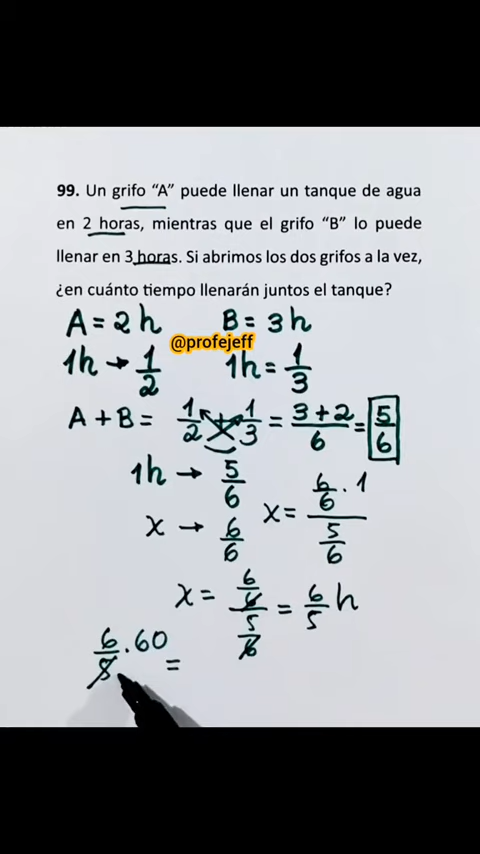 99. Un grifo “A” puede llenar un tanque de agua
en 2 horas, mientras que el grifo “B” lo puede
llenar en 3 horas. Si abrimos los dos grifos a la vez,
¿en cuánto tiempo llenarán juntos el tanque?
A = 2h B = 3h
@profejeff
1h → 1/2 1h = 1/3
A + B = 1/2 + 1/3 = 3+2/6 = 5/6
1h → 5/6
x → 6/6 x = 6/6 . 1 / 5/6
x = 6/6 / 5/6 = 6/5 h
6/5 . 60 =